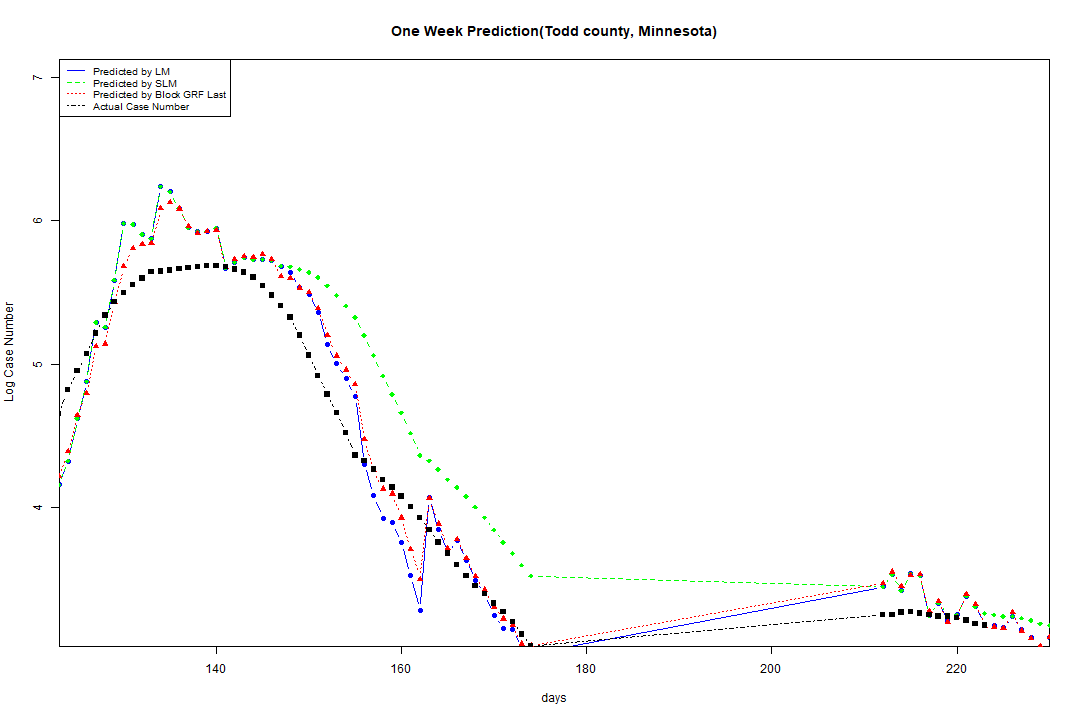 One Week Prediction(Todd county, Minnesota)
Predicted by LM
Predicted by SLM
Predicted by Block GRF Last
Actual Case Number
7
6
5
4
Log Case Number
140 160 180 200 220
days